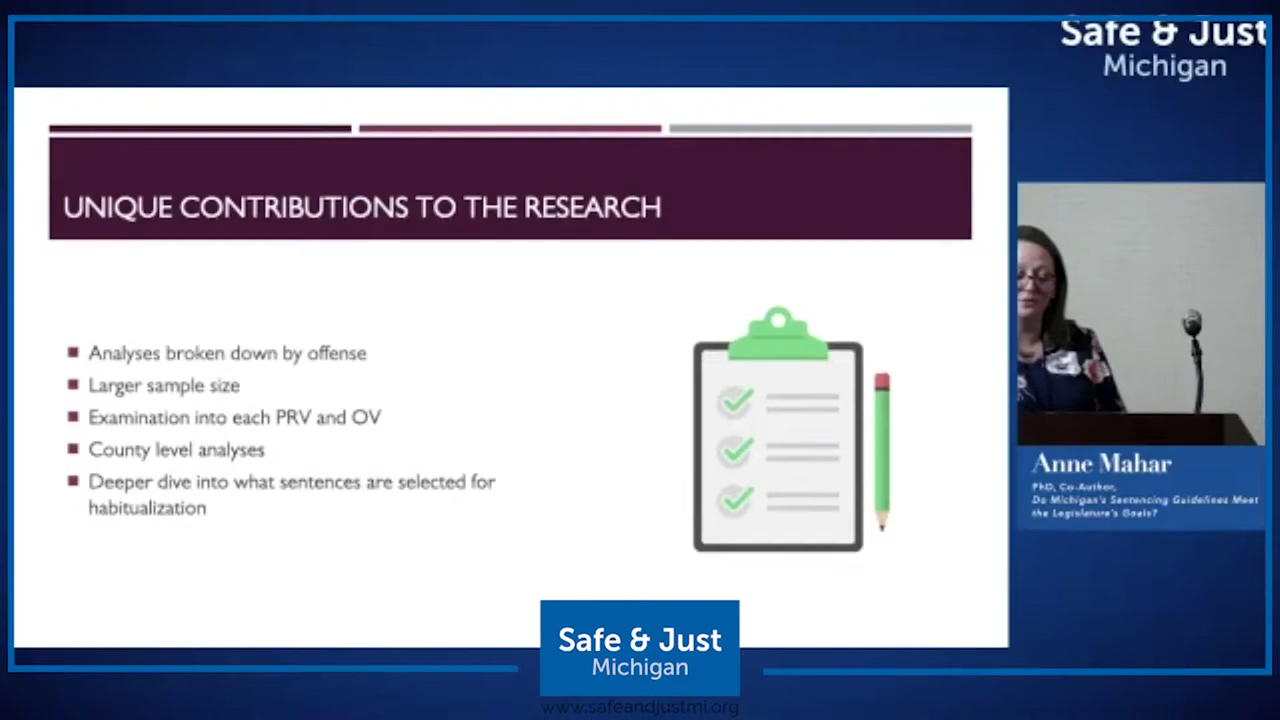 Safe & Just
Michigan
UNIQUE CONTRIBUTIONS TO THE RESEARCH
Analyses broken down by offense
Larger sample size
Examination into each PRV and OV
County level analyses
Deeper dive into what sentences are selected for
habitualization
Anne Mahar
PhD, Co-Author,
Do Michigan's Sentencing Guidelines Meet
the Legislature's Goals?
Safe & Just
Michigan
www.safeandjustmi.org